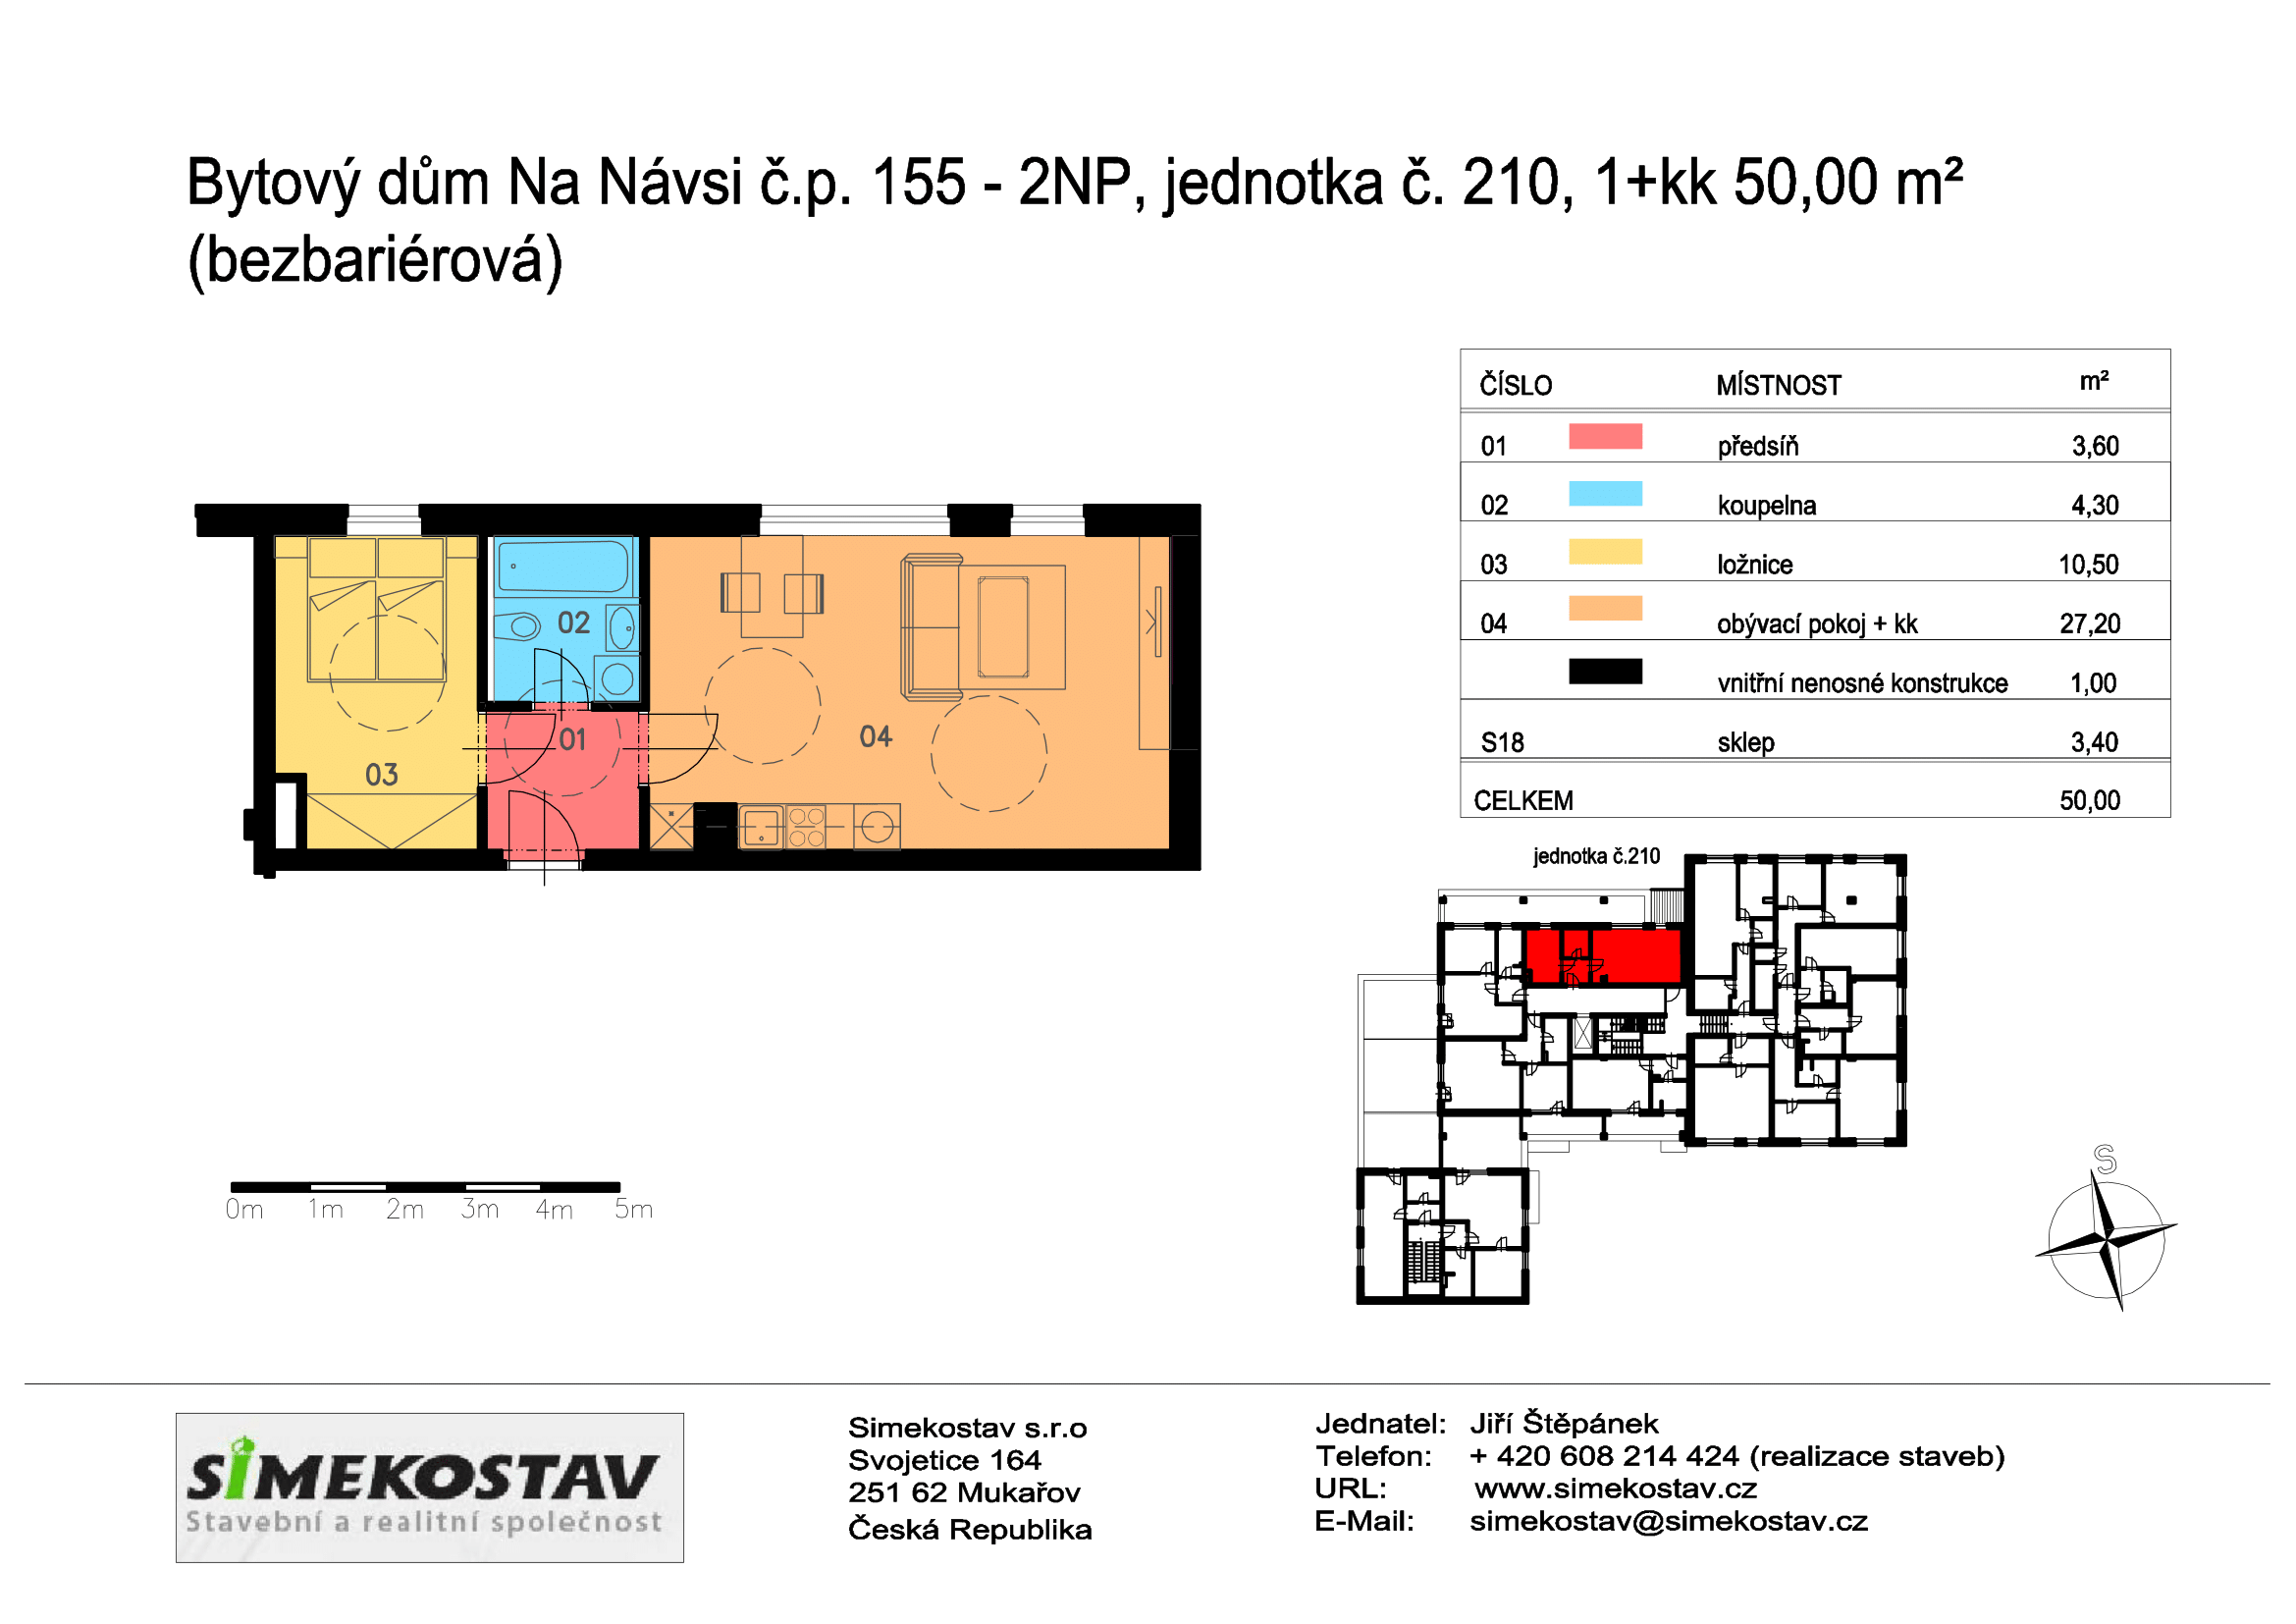 Bytový dům Na Návsi č.p. 155 - 2NP, jednotka č. 210, 1+kk 50,00 m²
(bezbariérová)
ČÍSLO MÍSTNOST m²
01 předsíň 3,60
02 koupelna 4,30
03 ložnice 10,50
04 obývací pokoj + kk 27,20
vnitřní nenosné konstrukce 1,00
S18 sklep 3,40
CELKEM 50,00
02
01
04
03
jednotka č.210
S
0m 1m 2m 3m 4m 5m
SIMEKOSTAV
Stavební a realitní společnost
Simekostav s.r.o
Svojetice 164
251 62 Mukařov
Česká Republika
Jednatel: Jiří Štěpánek
Telefon: + 420 608 214 424 (realizace staveb)
URL: www.simekostav.cz
E-Mail: simekostav@simekostav.cz